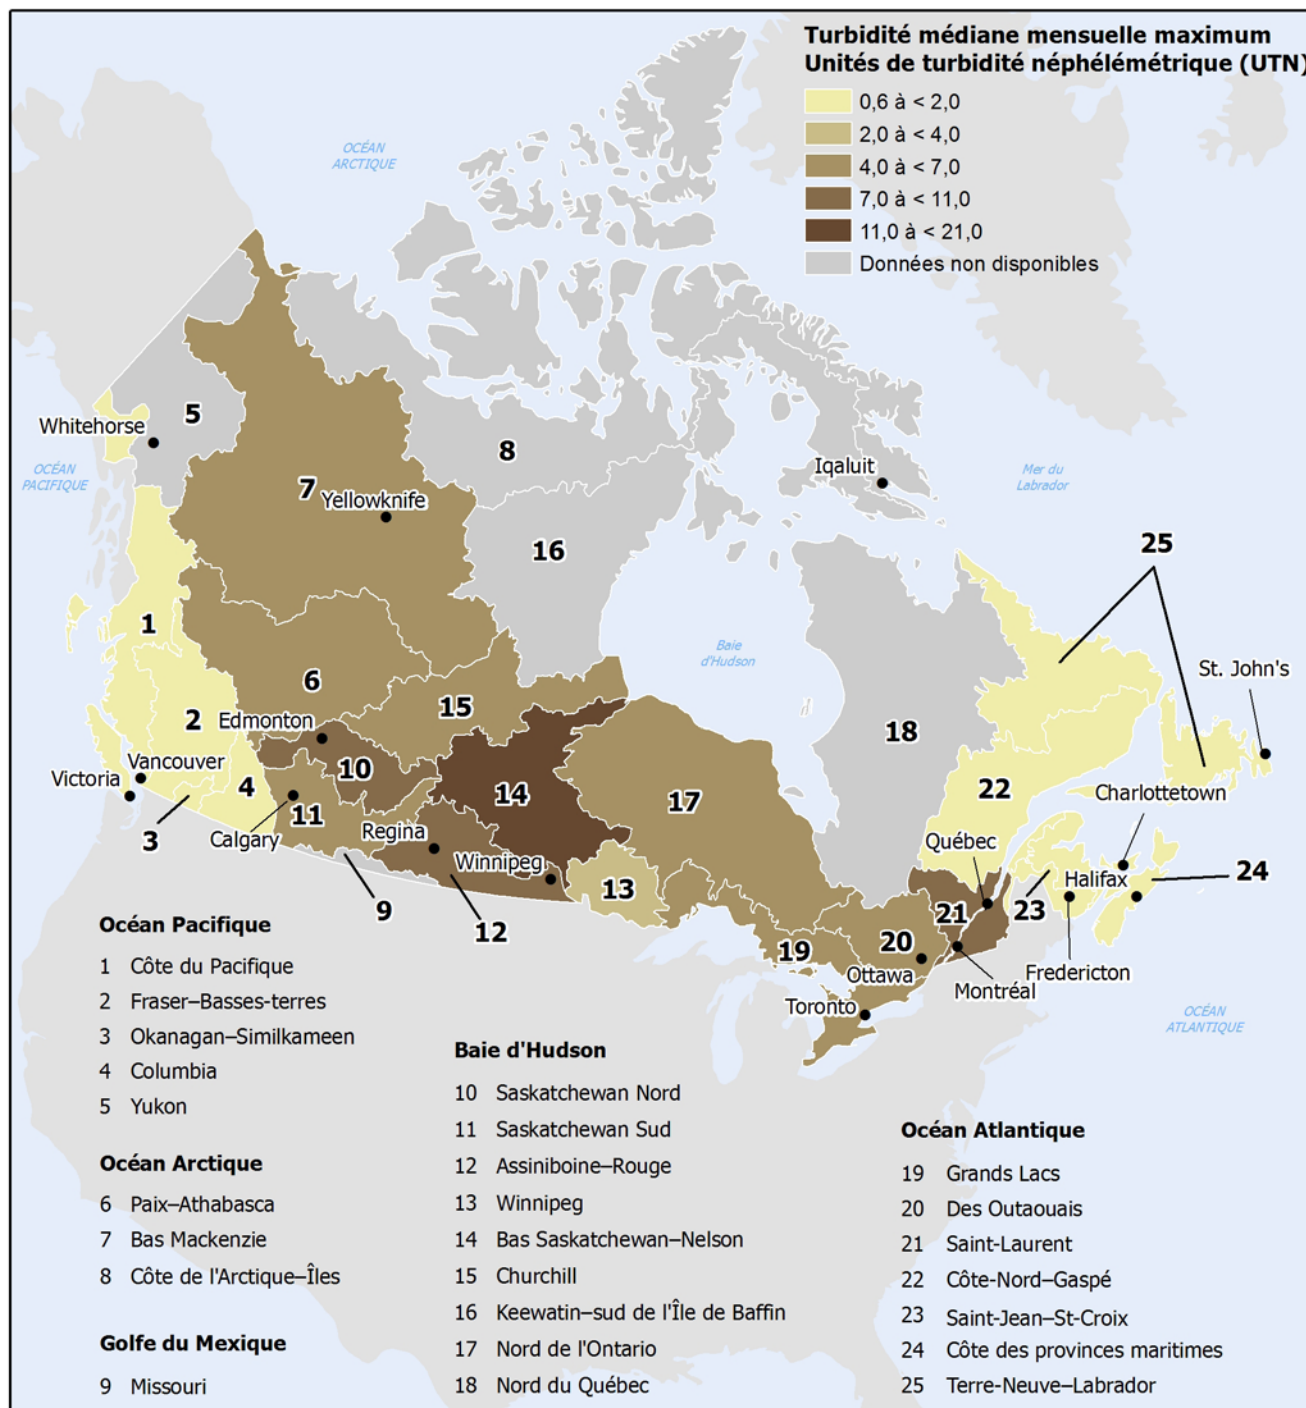 Turbidité médiane mensuelle maximum
Unités de turbidité néphélémétrique (UTN)
0,6 à < 2,0
2,0 à < 4,0
4,0 à < 7,0
7,0 à < 11,0
11,0 à < 21,0
Données non disponibles
OCÉAN
ARCTIQUE
5
Whitehorse
8
Iqaluit
OCÉAN
PACIFIQUE
Mer du
Labrador
7
Yellowknife
16
25
1
Baie
d'Hudson
St. John's
6
15
2
Edmonton
18
10
Vancouver
Victoria
4
14
17
22
Charlottetown
3
11
Calgary
Regina
Québec
Winnipeg
13
Halifax
24
9
12
21
23
19
20
Ottawa
Montréal
Fredericton
Toronto
OCÉAN
ATLANTIQUE
Océan Pacifique
1 Côte du Pacifique
2 Fraser–Basses-terres
3 Okanagan–Similkameen
4 Columbia
5 Yukon
Océan Arctique
6 Paix–Athabasca
7 Bas Mackenzie
8 Côte de l'Arctique–Îles
Golfe du Mexique
9 Missouri
Baie d'Hudson
10 Saskatchewan Nord
11 Saskatchewan Sud
12 Assiniboine–Rouge
13 Winnipeg
14 Bas Saskatchewan–Nelson
15 Churchill
16 Keewatin–sud de l'Île de Baffin
17 Nord de l'Ontario
18 Nord du Québec
Océan Atlantique
19 Grands Lacs
20 Des Outaouais
21 Saint-Laurent
22 Côte-Nord–Gaspé
23 Saint-Jean–St-Croix
24 Côte des provinces maritimes
25 Terre-Neuve–Labrador